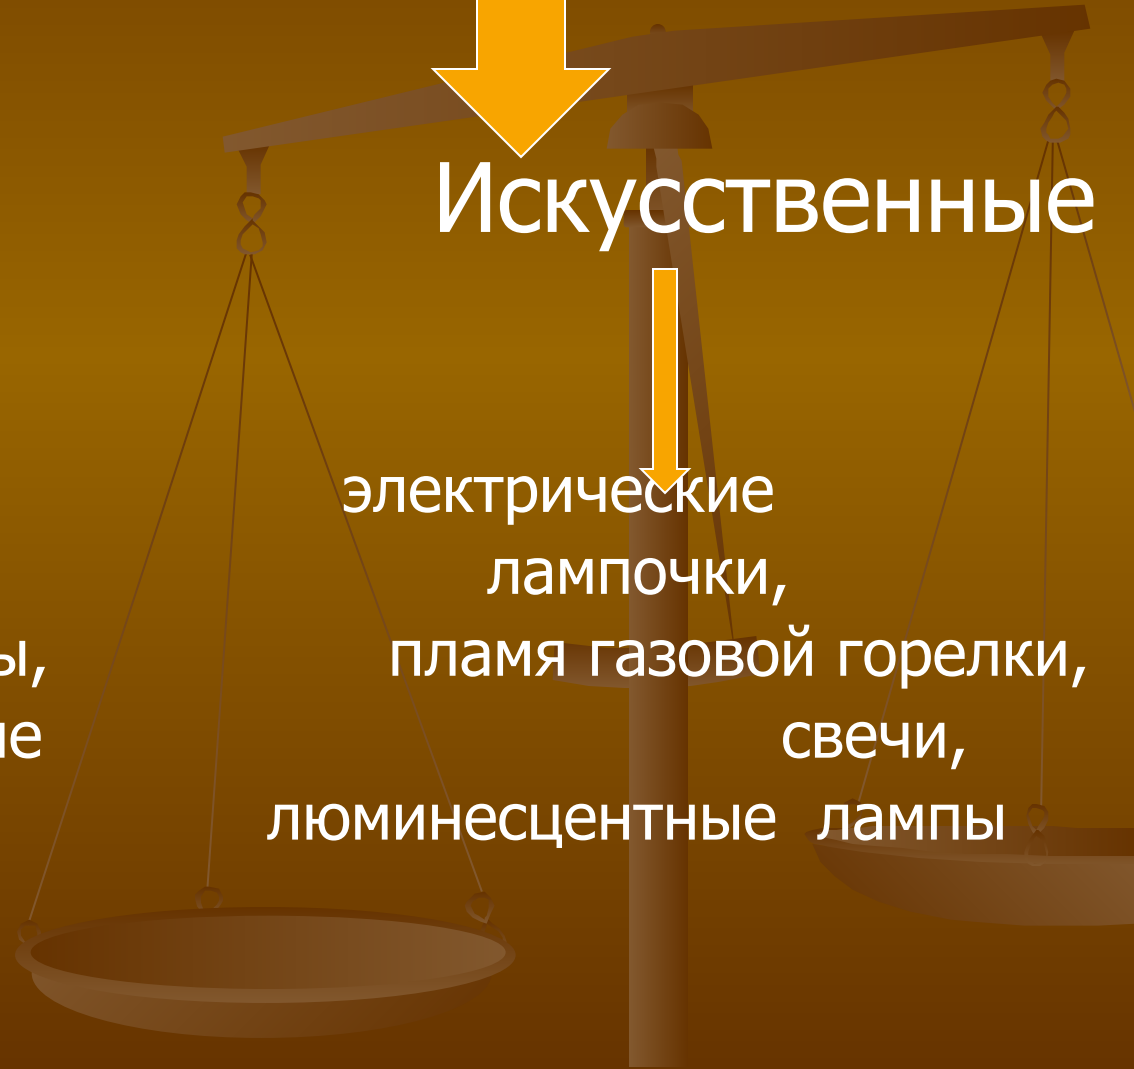 Искусственные
электрические
лампочки,
пламя газовой горелки,
свечи,
люминесцентные лампы